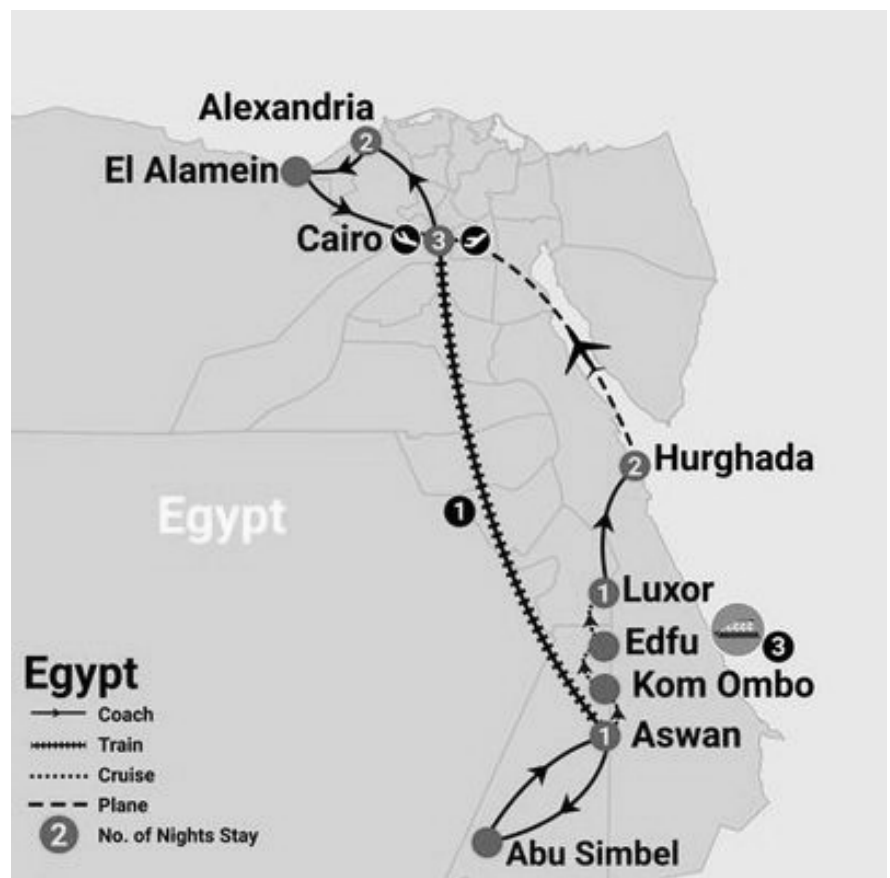 Alexandria
2
El Alamein
Cairo 3
Hurghada
2
Egypt
1
1 Luxor
Edfu
3
Kom Ombo
1 Aswan
Abu Simbel
Egypt
Coach
Train
Cruise
Plane
2 No. of Nights Stay